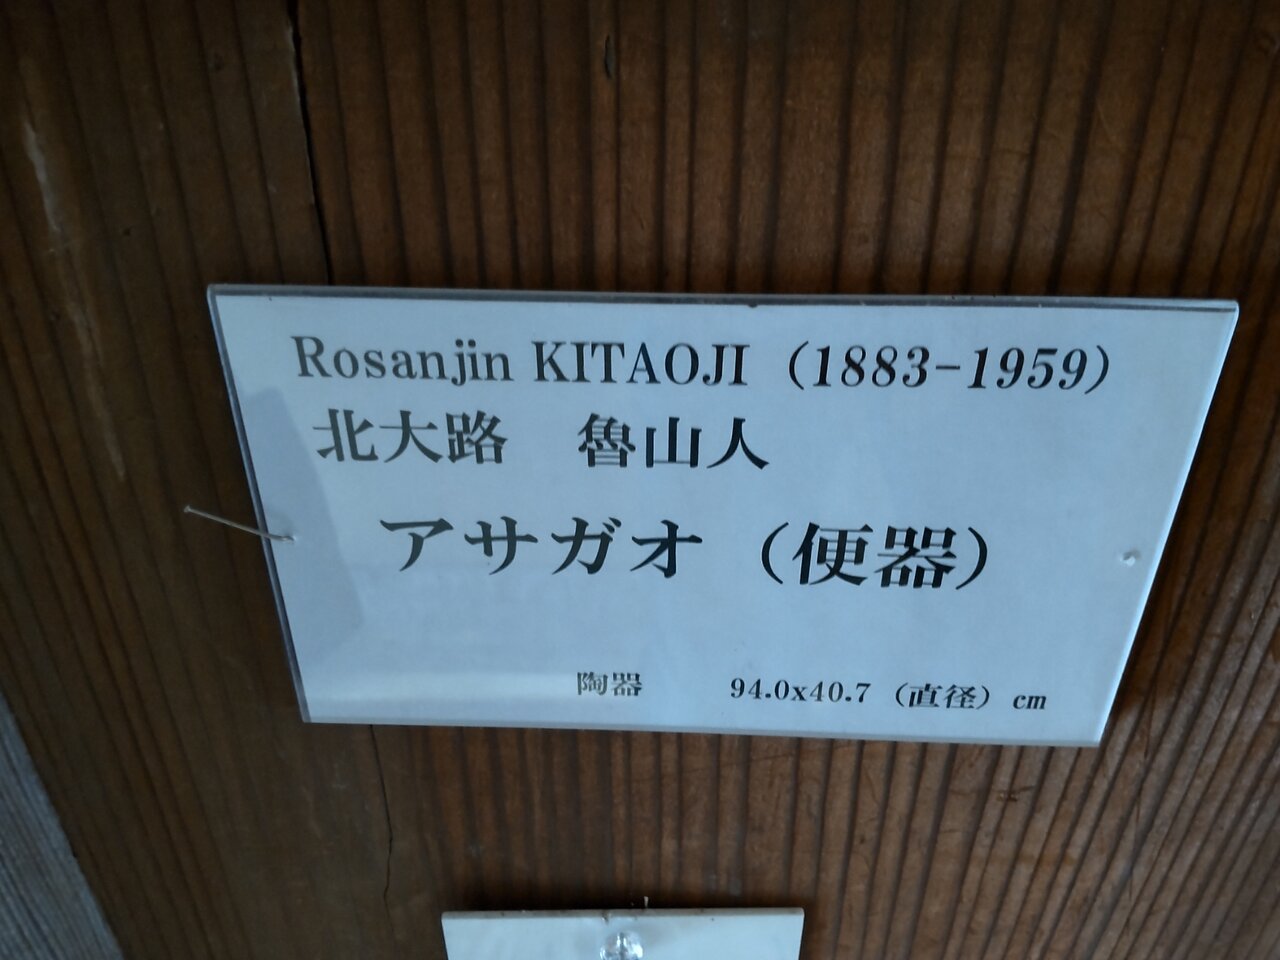 Rosanjin KITAOJI (1883-1959)
北大路　魯山人
アサガオ（便器）
陶器　94.0x40.7（直径）cm